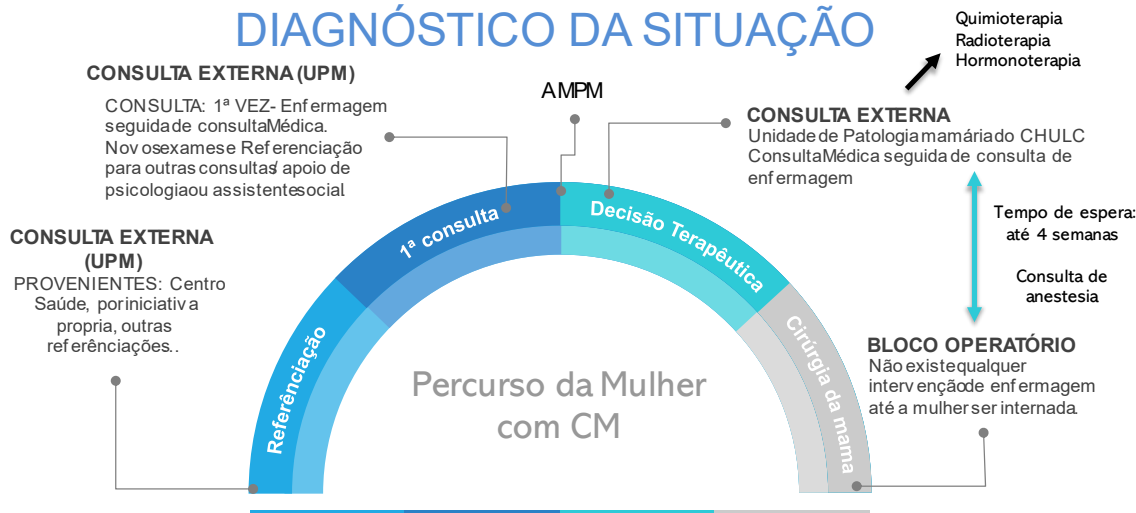 DIAGNÓSTICO DA SITUAÇÃO
Quimioterapia
Radioterapia
Hormonoterapia
CONSULTA EXTERNA (UPM)
CONSULTA: 1ª VEZ- Enfermagem
seguida de consulta Médica.
Novos exames e Referenciação
para outras consultas/ apoio de
psicologia ou assistente social.
AMPM
CONSULTA EXTERNA
Unidade de Patologia mamária do CHULC
Consulta Médica seguida de consulta de
enfermagem
Tempo de espera:
até 4 semanas
Consulta de
anestesia
CONSULTA EXTERNA
(UPM)
PROVENIENTES: Centro
Saúde, por iniciativa
propria, outras
referênciações..
Referênciação
1ª consulta
Decisão Terapêutica
Cirúrgia da mama
BLOCO OPERATÓRIO
Não existe qualquer
intervenção de enfermagem
até a mulher ser internada.
Percurso da Mulher
com CM